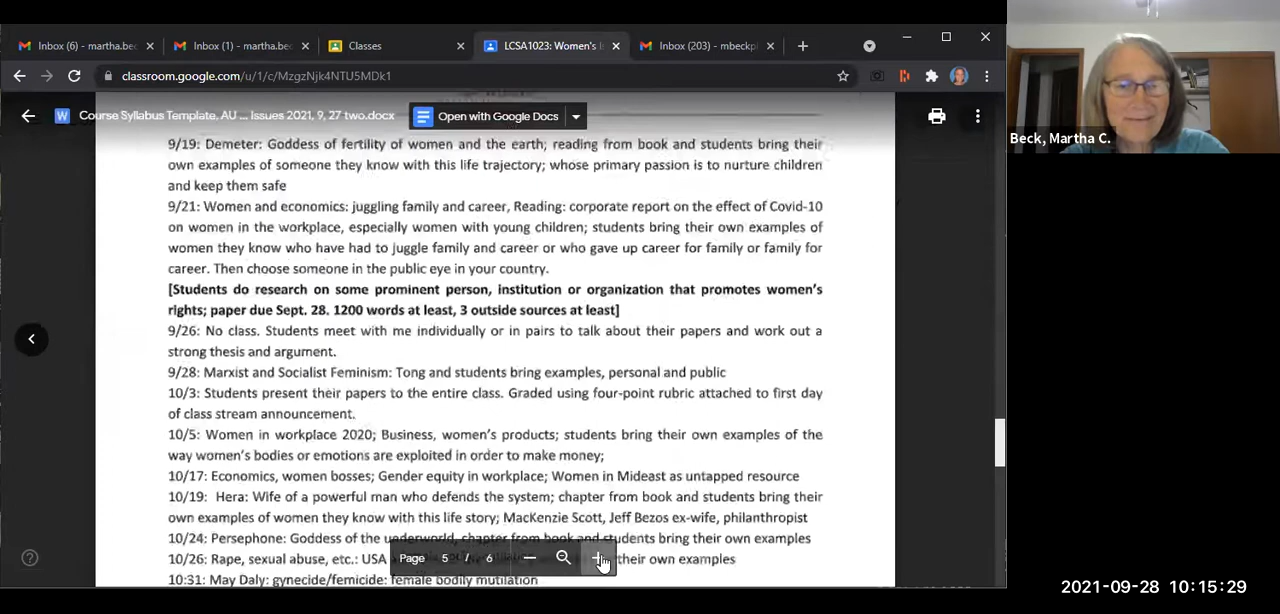 Inbox (6) - martha.bec
Inbox (1) - martha.bec
Classes
LCSA1023: Women's I
Inbox (203) - mbeckp
classroom.google.com/u/1/c/MzgzNjk4NTU5MDk1
Course Syllabus Template, AU ... Issues 2021, 9, 27 two.docx
Open with Google Docs
Beck, Martha C.
9/19: Demeter: Goddess of fertility of women and the earth; reading from book and students bring their
own examples of someone they know with this life trajectory; whose primary passion is to nurture children
and keep them safe
9/21: Women and economics: juggling family and career, Reading: corporate report on the effect of Covid-10
on women in the workplace, especially women with young children; students bring their own examples of
women they know who have had to juggle family and career or who gave up career for family or family for
career. Then choose someone in the public eye in your country.
[Students do research on some prominent person, institution or organization that promotes women's
rights; paper due Sept. 28. 1200 words at least, 3 outside sources at least]
9/26: No class. Students meet with me individually or in pairs to talk about their papers and work out a
strong thesis and argument.
9/28: Marxist and Socialist Feminism: Tong and students bring examples, personal and public
10/3: Students present their papers to the entire class. Graded using four-point rubric attached to first day
of class stream announcement.
10/5: Women in workplace 2020; Business, women's products; students bring their own examples of the
way women's bodies or emotions are exploited in order to make money;
10/17: Economics, women bosses; Gender equity in workplace; Women in Mideast as untapped resource
10/19: Hera: Wife of a powerful man who defends the system; chapter from book and students bring their
own examples of women they know with this life story; MacKenzie Scott, Jeff Bezos ex-wife, philanthropist
10/24: Persephone: Goddess of the underworld, chapter from book and students bring their own examples
10/26: Rape, sexual abuse, etc.: USA their own examples
10:31: May Daly: gynecide/femicide: female bodily mutilation
Page 5 / 6
2021-09-28 10:15:29